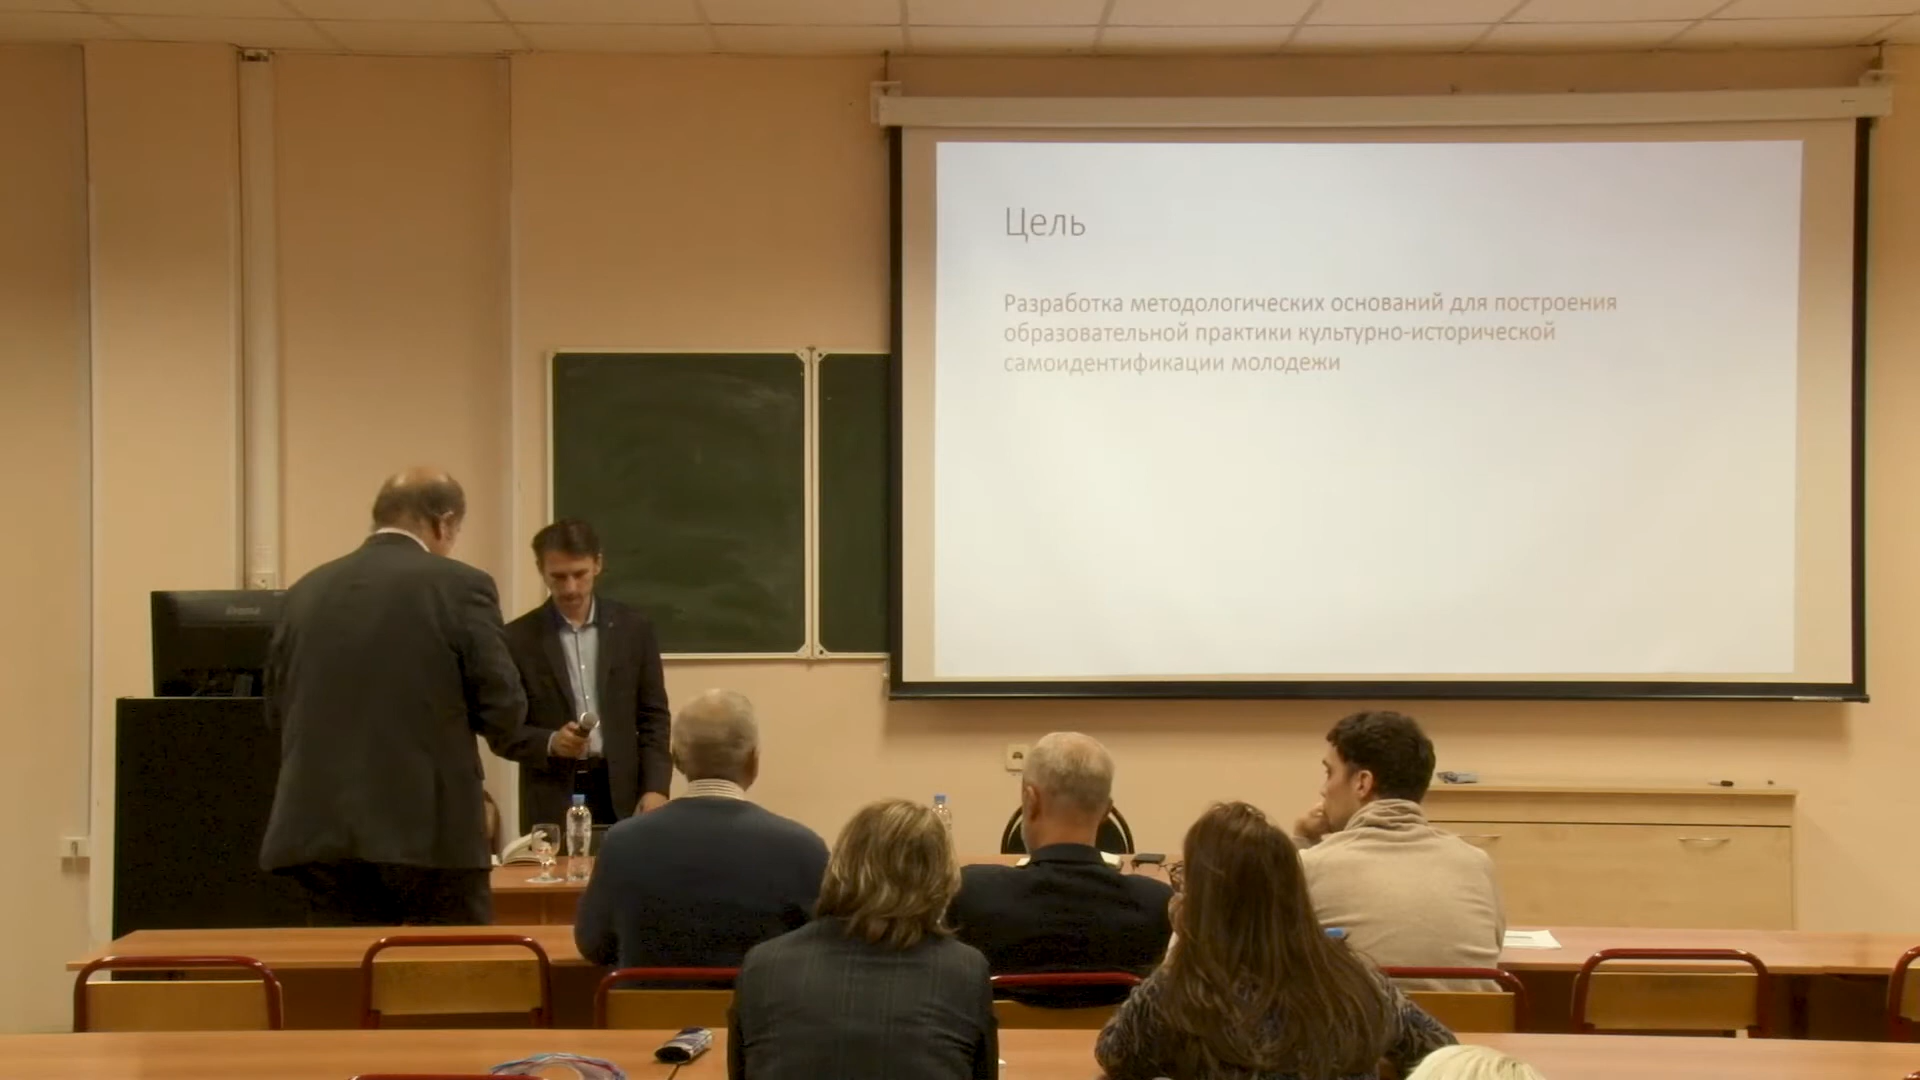 Цель
Разработка методологических оснований для построения
образовательной практики культурно-исторической
самоидентификации молодежи